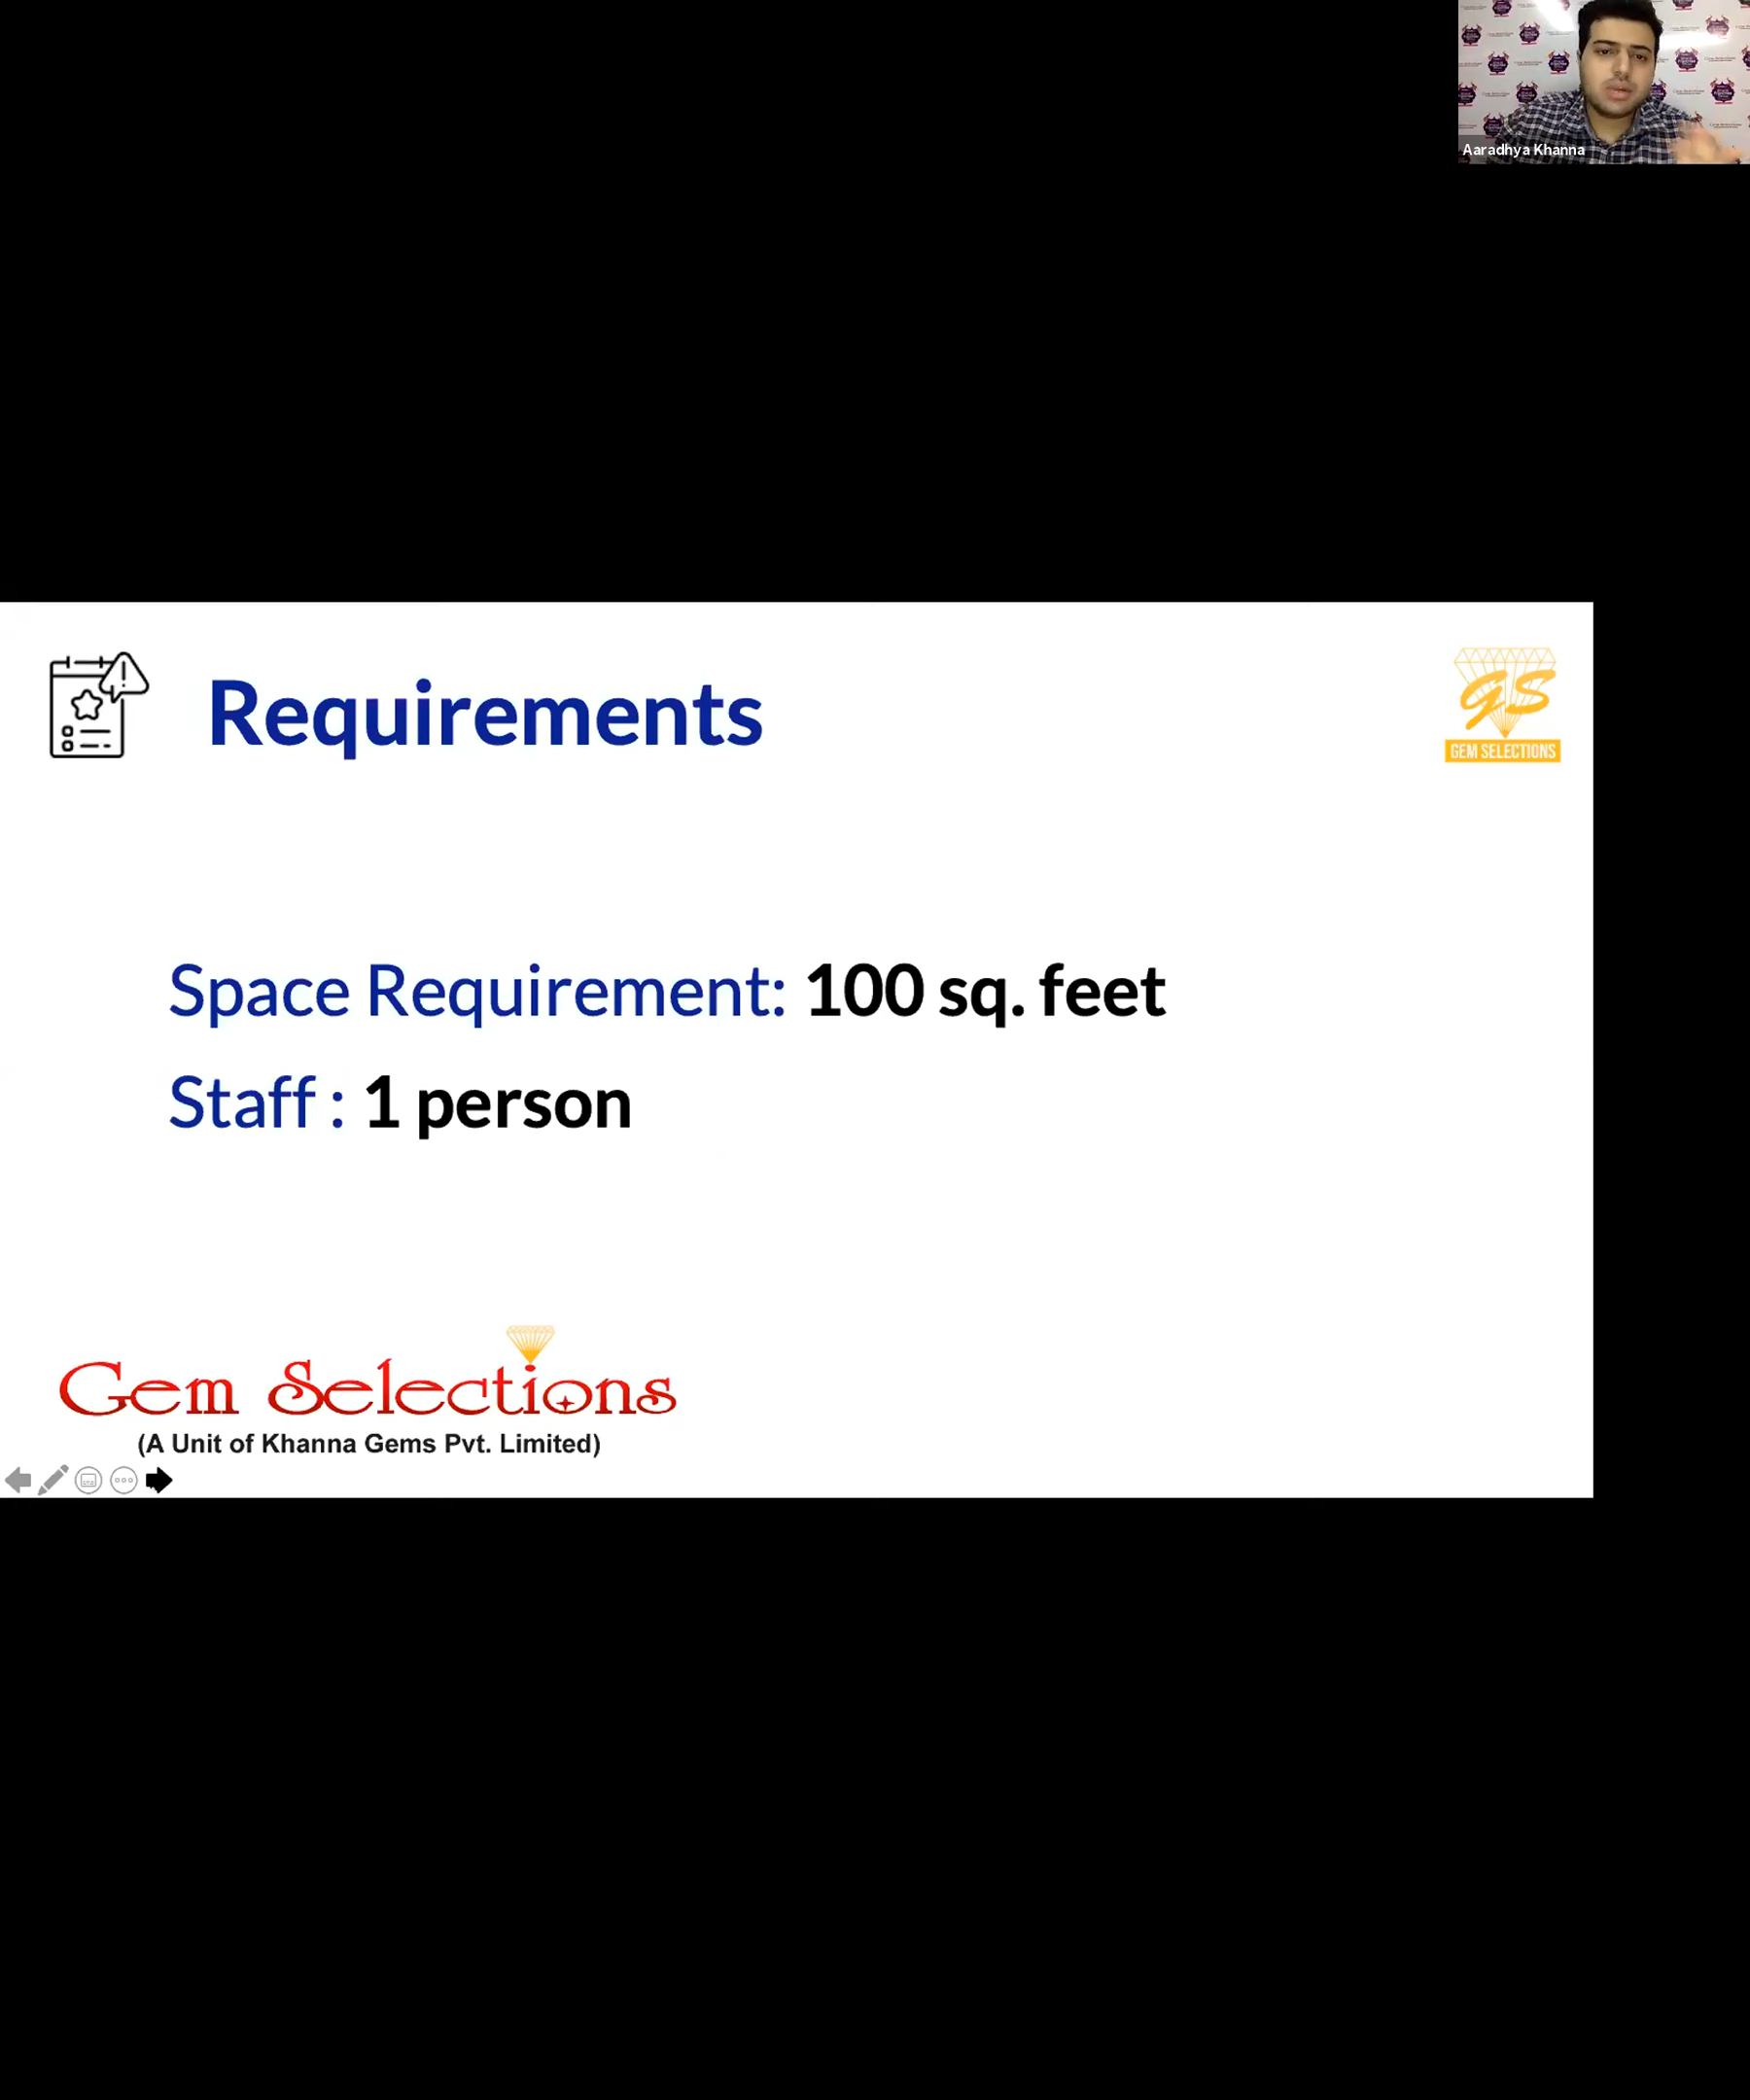 Aaradhya Khanna
Requirements
GS
GEM SELECTIONS
Space Requirement: 100 sq. feet
Staff : 1 person
Gem Selections
(A Unit of Khanna Gems Pvt. Limited)